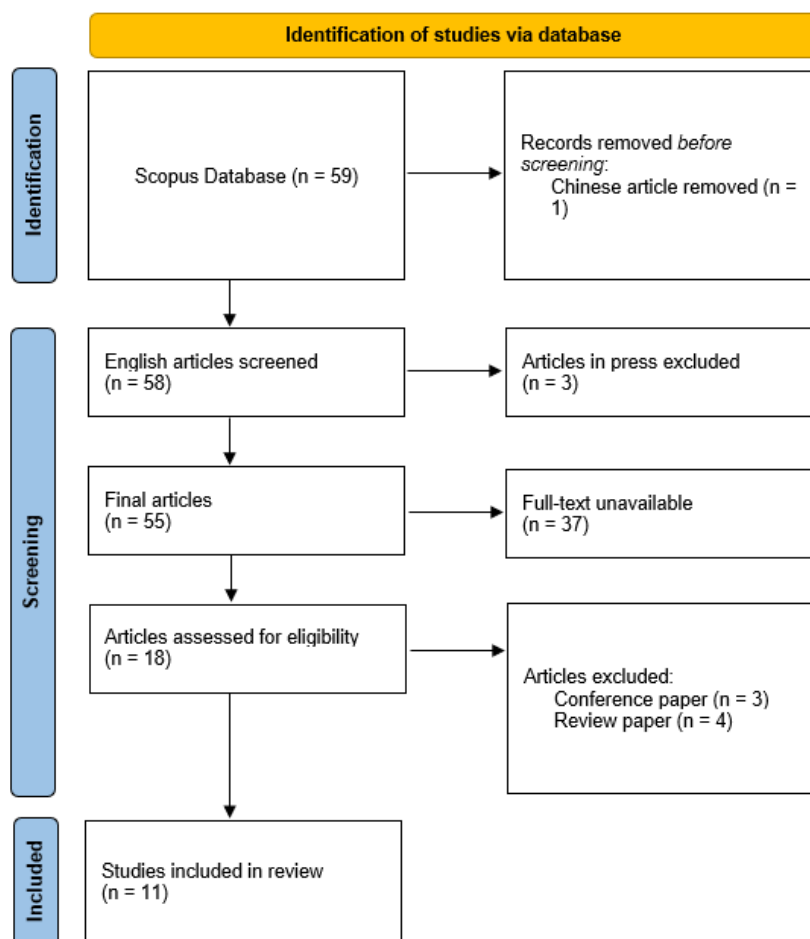 Identification of studies via database
Identification
Scopus Database (n = 59)
Records removed before
screening:
Chinese article removed (n =
1)
Screening
English articles screened
(n = 58)
Articles in press excluded
(n = 3)
Final articles
(n = 55)
Full-text unavailable
(n = 37)
Articles assessed for eligibility
(n = 18)
Articles excluded:
Conference paper (n = 3)
Review paper (n = 4)
Included
Studies included in review
(n = 11)